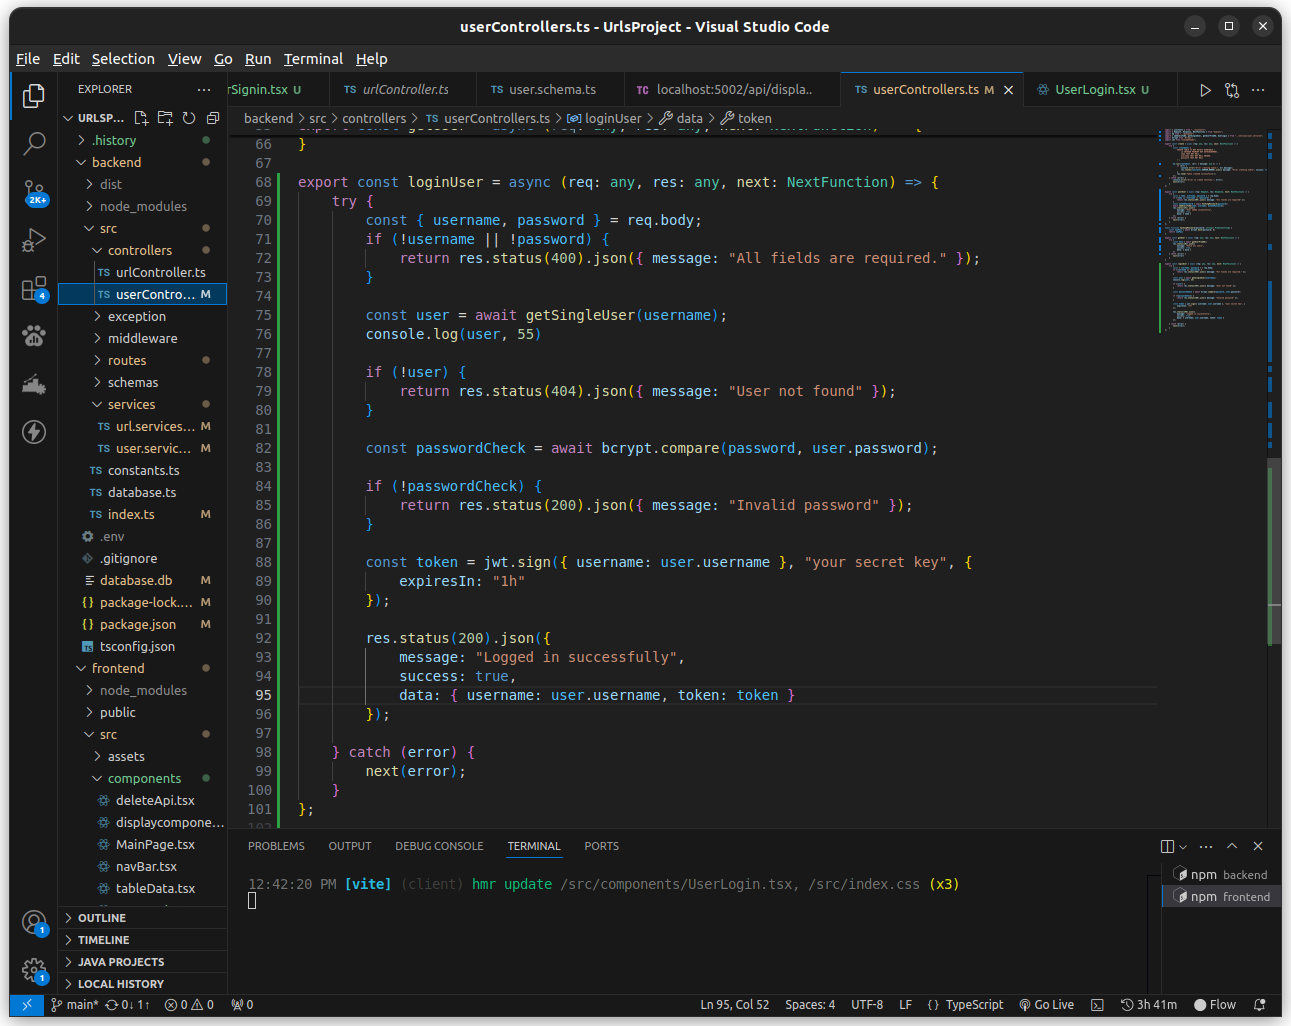 userControllers.ts - UrlsProject - Visual Studio Code
File Edit Selection View Go Run Terminal Help
EXPLORER
rSignin.tsx U
TS urlController.ts
TS user.schema.ts
TC localhost:5002/api/displa..
TS userControllers.ts M
UserLogin.tsx U
URLSP...
backend > src > controllers > TS userControllers.ts > loginUser > data > token
.history
backend
dist
node_modules
src
controllers
TS urlController.ts
TS userContro... M
exception
middleware
routes
schemas
services
TS url.services... M
TS user.servic... M
TS constants.ts
TS database.ts
TS index.ts M
.env
.gitignore
database.db M
{} package-lock.... M
{} package.json M
TS tsconfig.json
frontend
node_modules
public
src
assets
components
deleteApi.tsx
displaycompone...
MainPage.tsx
navBar.tsx
tableData.tsx
OUTLINE
TIMELINE
JAVA PROJECTS
LOCAL HISTORY
2K+
4
1
1
66 }
67
68 export const loginUser = async (req: any, res: any, next: NextFunction) => {
69 try {
70 const { username, password } = req.body;
71 if (!username || !password) {
72 return res.status(400).json({ message: "All fields are required." });
73 }
74
75 const user = await getSingleUser(username);
76 console.log(user, 55)
77
78 if (!user) {
79 return res.status(404).json({ message: "User not found" });
80 }
81
82 const passwordCheck = await bcrypt.compare(password, user.password);
83
84 if (!passwordCheck) {
85 return res.status(200).json({ message: "Invalid password" });
86 }
87
88 const token = jwt.sign({ username: user.username }, "your secret key", {
89 expiresIn: "1h"
90 });
91
92 res.status(200).json({
93 message: "Logged in successfully",
94 success: true,
95 data: { username: user.username, token: token }
96 });
97
98 } catch (error) {
99 next(error);
100 }
101 };
PROBLEMS OUTPUT DEBUG CONSOLE TERMINAL PORTS
12:42:20 PM [vite] (client) hmr update /src/components/UserLogin.tsx, /src/index.css (x3)
npm backend
npm frontend
main* 0↓ 1↑ 0 0 0
Ln 95, Col 52 Spaces: 4 UTF-8 LF {} TypeScript Go Live 3h 41m Flow